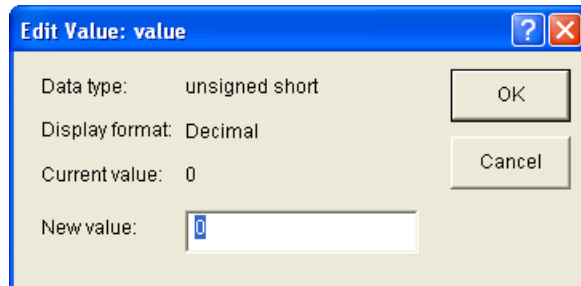 Edit Value: value
?
Data type: unsigned short
OK
Display format: Decimal
Cancel
Current value: 0
New value: 0